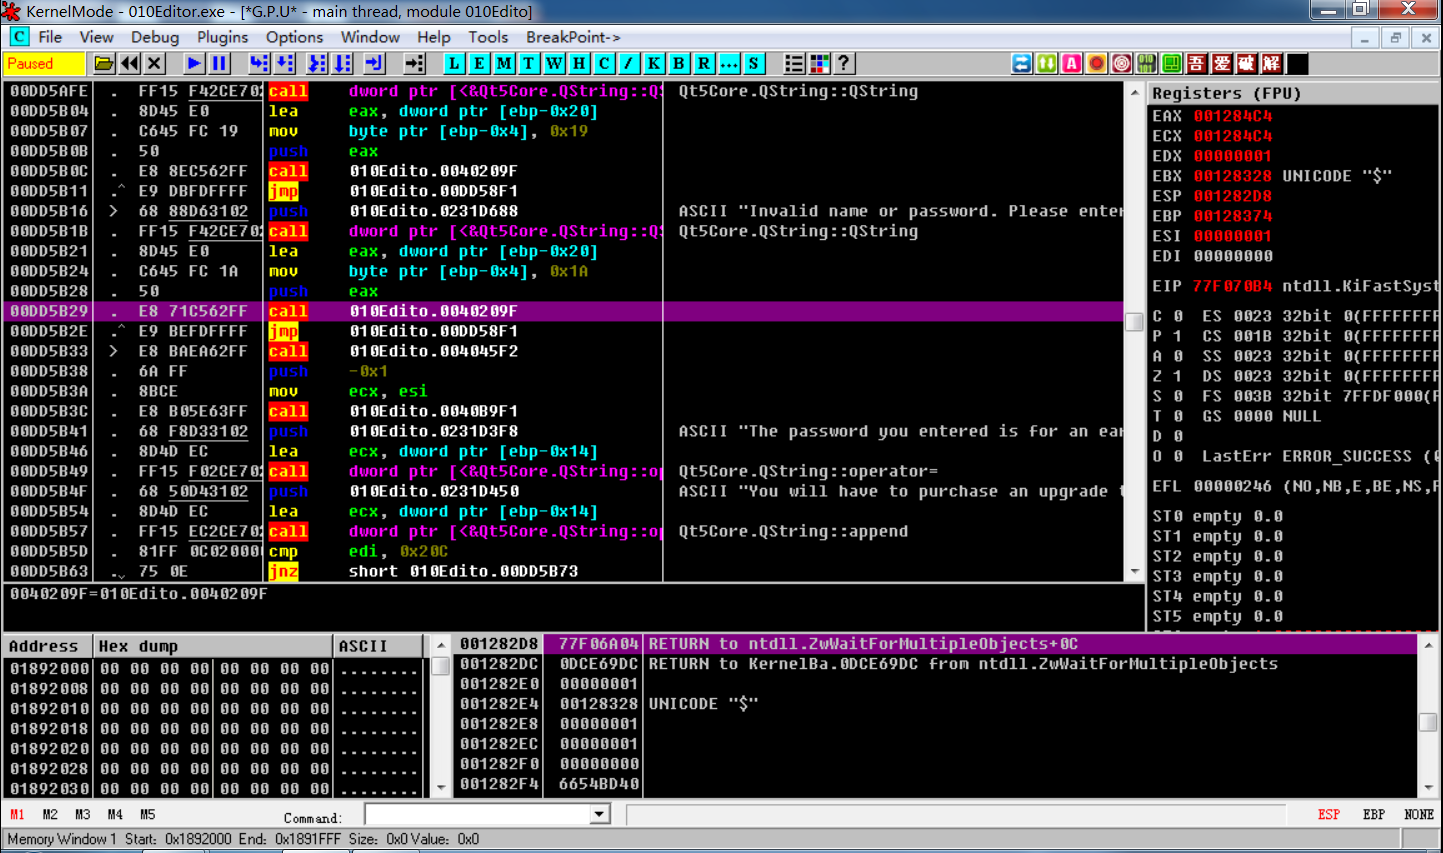 KernelMode - 010Editor.exe - [*G.P.U* - main thread, module 010Edito]
C File View Debug Plugins Options Window Help Tools BreakPoint->
Paused L E M T W H C / K B R ... S ? A 吾 爱 破 解
00DD5AFE . FF15 F42CE702 call dword ptr [<&Qt5Core.QString::QS Qt5Core.QString::QString
00DD5B04 . 8D45 E0 lea eax, dword ptr [ebp-0x20]
00DD5B07 . C645 FC 19 mov byte ptr [ebp-0x4], 0x19
00DD5B0B . 50 push eax
00DD5B0C . E8 8EC562FF call 010Edito.0040209F
00DD5B11 .^ E9 DBFDFFFF jmp 010Edito.00DD58F1
00DD5B16 > 68 88D63102 push 010Edito.0231D688 ASCII "Invalid name or password. Please enter
00DD5B1B . FF15 F42CE702 call dword ptr [<&Qt5Core.QString::QS Qt5Core.QString::QString
00DD5B21 . 8D45 E0 lea eax, dword ptr [ebp-0x20]
00DD5B24 . C645 FC 1A mov byte ptr [ebp-0x4], 0x1A
00DD5B28 . 50 push eax
00DD5B29 . E8 71C562FF call 010Edito.0040209F
00DD5B2E .^ E9 BEFDFFFF jmp 010Edito.00DD58F1
00DD5B33 > E8 BAEA62FF call 010Edito.004045F2
00DD5B38 . 6A FF push -0x1
00DD5B3A . 8BCE mov ecx, esi
00DD5B3C . E8 B05E63FF call 010Edito.0040B9F1
00DD5B41 . 68 F8D33102 push 010Edito.0231D3F8 ASCII "The password you entered is for an ear
00DD5B46 . 8D4D EC lea ecx, dword ptr [ebp-0x14]
00DD5B49 . FF15 F02CE702 call dword ptr [<&Qt5Core.QString::op Qt5Core.QString::operator=
00DD5B4F . 68 50D43102 push 010Edito.0231D450 ASCII "You will have to purchase an upgrade t
00DD5B54 . 8D4D EC lea ecx, dword ptr [ebp-0x14]
00DD5B57 . FF15 EC2CE702 call dword ptr [<&Qt5Core.QString::op Qt5Core.QString::append
00DD5B5D . 81FF 0C020000 cmp edi, 0x20C
00DD5B63 .⌄ 75 0E jnz short 010Edito.00DD5B73
0040209F=010Edito.0040209F
Registers (FPU)
EAX 001284C4
ECX 001284C4
EDX 00000001
EBX 00128328 UNICODE "$"
ESP 001282D8
EBP 00128374
ESI 00000001
EDI 00000000
EIP 77F070B4 ntdll.KiFastSyst
C 0 ES 0023 32bit 0(FFFFFFFF
P 1 CS 001B 32bit 0(FFFFFFFF
A 0 SS 0023 32bit 0(FFFFFFFF
Z 1 DS 0023 32bit 0(FFFFFFFF
S 0 FS 003B 32bit 7FFDF000(F
T 0 GS 0000 NULL
D 0
O 0 LastErr ERROR_SUCCESS (0
EFL 00000246 (NO,NB,E,BE,NS,P
ST0 empty 0.0
ST1 empty 0.0
ST2 empty 0.0
ST3 empty 0.0
ST4 empty 0.0
ST5 empty 0.0
Address Hex dump ASCII
01892000 00 00 00 00 00 00 00 00 ........
01892008 00 00 00 00 00 00 00 00 ........
01892010 00 00 00 00 00 00 00 00 ........
01892018 00 00 00 00 00 00 00 00 ........
01892020 00 00 00 00 00 00 00 00 ........
01892028 00 00 00 00 00 00 00 00 ........
01892030 00 00 00 00 00 00 00 00 ........
001282D8 77F06A04 RETURN to ntdll.ZwWaitForMultipleObjects+0C
001282DC 0DCE69DC RETURN to KernelBa.0DCE69DC from ntdll.ZwWaitForMultipleObjects
001282E0 00000001
001282E4 00128328 UNICODE "$"
001282E8 00000001
001282EC 00000001
001282F0 00000000
001282F4 6654BD40
M1 M2 M3 M4 M5 Command: ESP EBP NONE
Memory Window 1 Start: 0x1892000 End: 0x1891FFF Size: 0x0 Value: 0x0